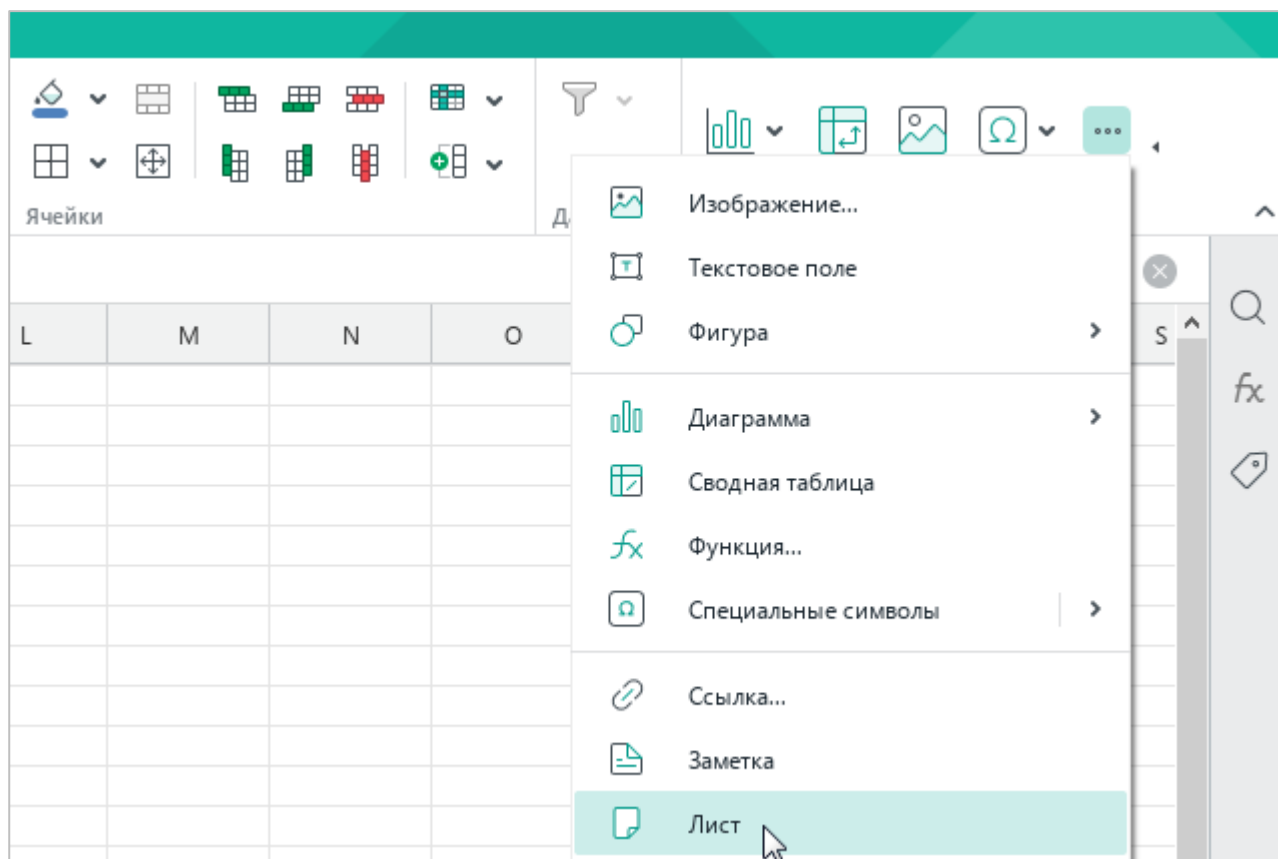 Ячейки
L M N O S
Изображение...
Текстовое поле
Фигура
Диаграмма
Сводная таблица
Функция...
Специальные символы
Ссылка...
Заметка
Лист